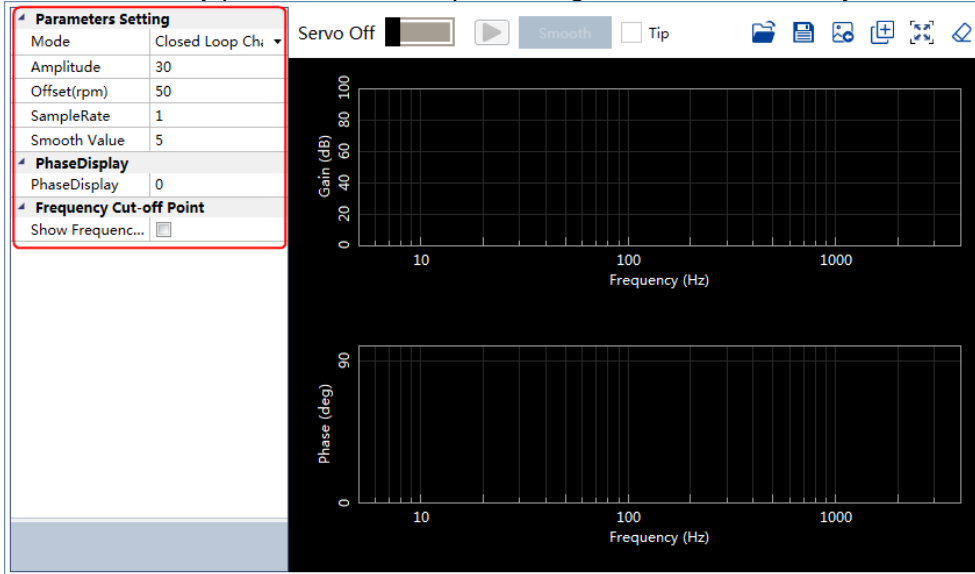 Parameters Setting
Mode Closed Loop Cha
Amplitude 30
Offset(rpm) 50
SampleRate 1
Smooth Value 5
PhaseDisplay
PhaseDisplay 0
Frequency Cut-off Point
Show Frequenc...
Servo Off Smooth Tip
Gain (dB)
100
80
60
40
20
0
10 100 1000
Frequency (Hz)
Phase (deg)
90
0
10 100 1000
Frequency (Hz)